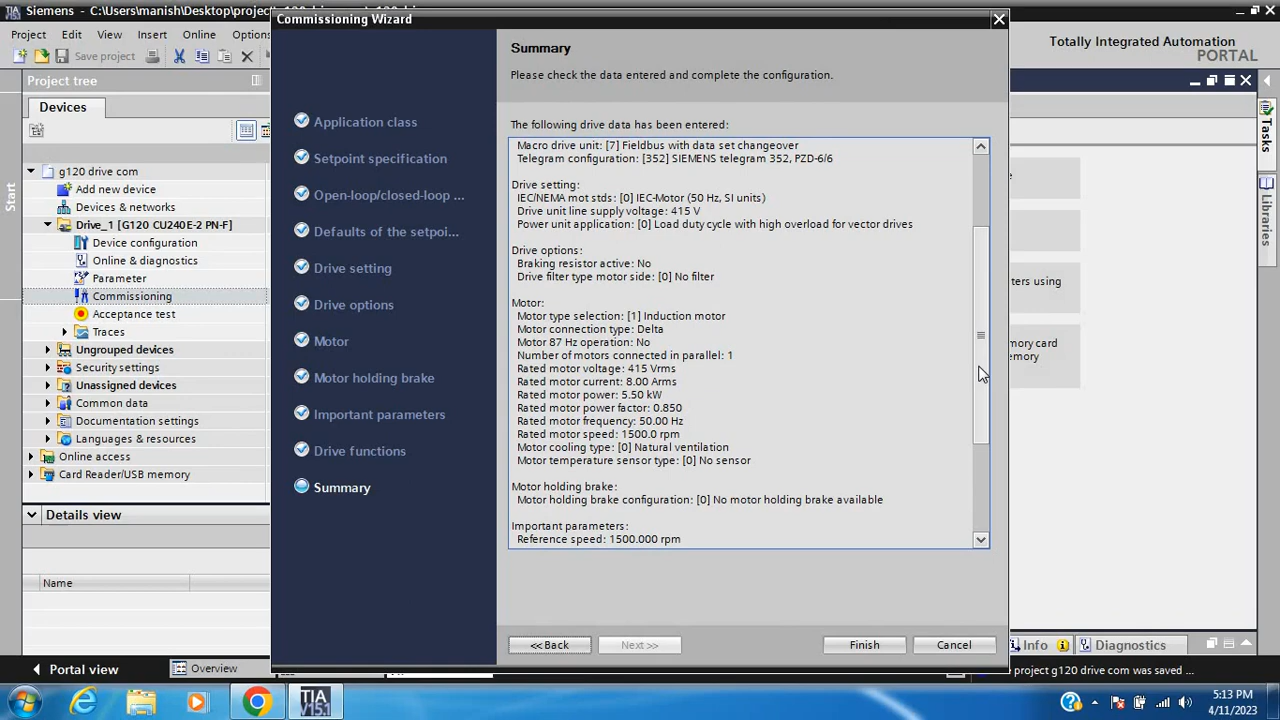 Siemens - C:\Users\manish\Desktop\project
Commissioning Wizard
Project Edit View Insert Online Options
Totally Integrated Automation
PORTAL
Save project
Project tree
Devices
Start
g120 drive com
Add new device
Devices & networks
Drive_1 [G120 CU240E-2 PN-F]
Device configuration
Online & diagnostics
Parameter
Commissioning
Acceptance test
Traces
Ungrouped devices
Security settings
Unassigned devices
Common data
Documentation settings
Languages & resources
Online access
Card Reader/USB memory
Details view
Name
Portal view
Overview
Application class
Setpoint specification
Open-loop/closed-loop ...
Defaults of the setpoi...
Drive setting
Drive options
Motor
Motor holding brake
Important parameters
Drive functions
Summary
Summary
Please check the data entered and complete the configuration.
The following drive data has been entered:
Macro drive unit: [7] Fieldbus with data set changeover
Telegram configuration: [352] SIEMENS telegram 352, PZD-6/6
Drive setting:
IEC/NEMA mot stds: [0] IEC-Motor (50 Hz, SI units)
Drive unit line supply voltage: 415 V
Power unit application: [0] Load duty cycle with high overload for vector drives
Drive options:
Braking resistor active: No
Drive filter type motor side: [0] No filter
Motor:
Motor type selection: [1] Induction motor
Motor connection type: Delta
Motor 87 Hz operation: No
Number of motors connected in parallel: 1
Rated motor voltage: 415 Vrms
Rated motor current: 8.00 Arms
Rated motor power: 5.50 kW
Rated motor power factor: 0.850
Rated motor frequency: 50.00 Hz
Rated motor speed: 1500.0 rpm
Motor cooling type: [0] Natural ventilation
Motor temperature sensor type: [0] No sensor
Motor holding brake:
Motor holding brake configuration: [0] No motor holding brake available
Important parameters:
Reference speed: 1500.000 rpm
<<Back
Next >>
Finish
Cancel
ters using
mory card
emory
Tasks
Libraries
Info
Diagnostics
e project g120 drive com was saved ...
TIA
V15.1
TIA
V15.1
5:13 PM
4/11/2023